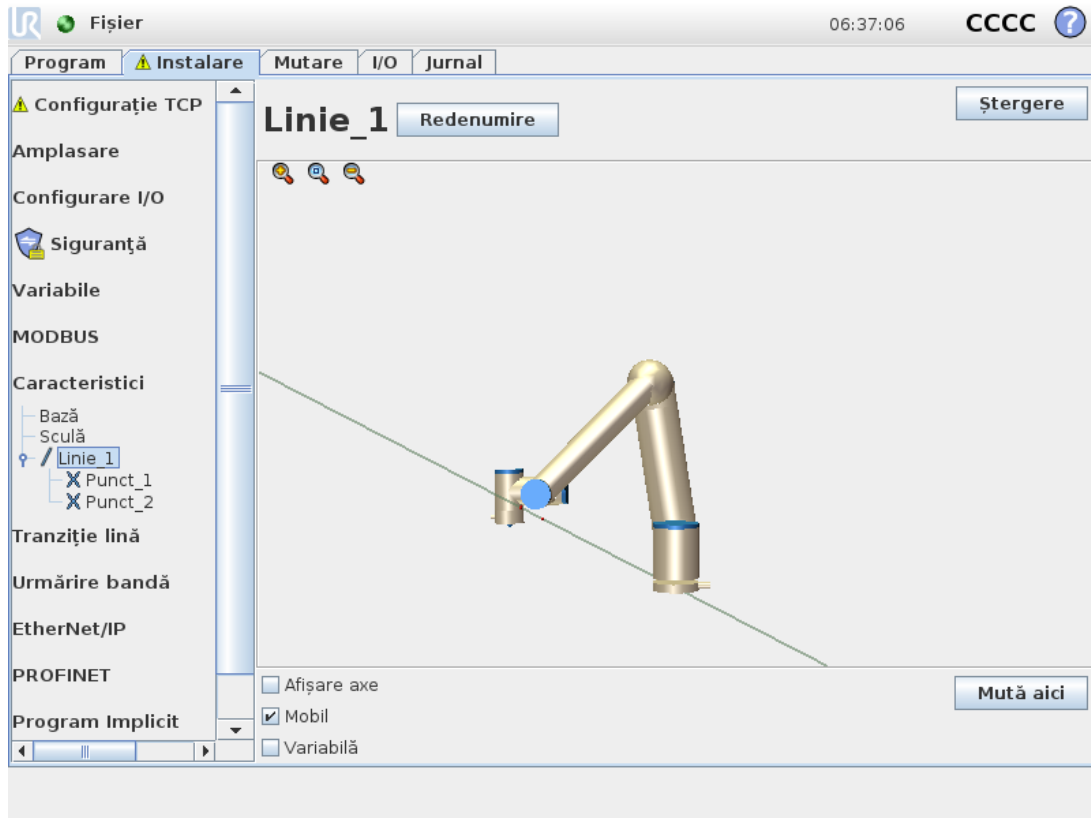 UR Fișier 06:37:06 CCCC ?
Program Instalare Mutare I/O Jurnal
Configurație TCP
Amplasare
Configurare I/O
Siguranță
Variabile
MODBUS
Caracteristici
Bază
Sculă
Linie_1
Punct_1
Punct_2
Tranziție lină
Urmărire bandă
EtherNet/IP
PROFINET
Program Implicit
Linie_1 Redenumire Ștergere
Afișare axe
Mobil
Variabilă
Mută aici